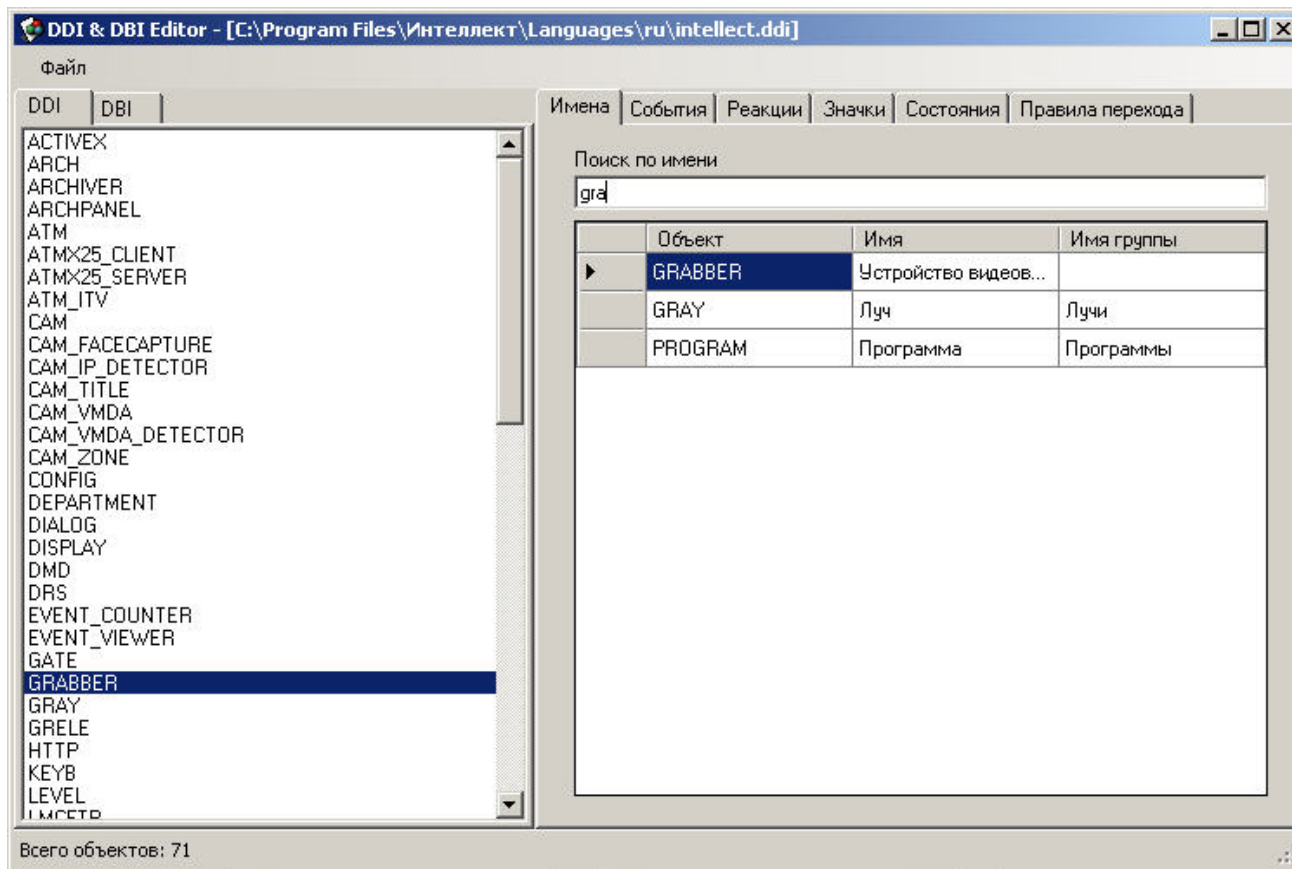 DDI & DBI Editor - [C:\Program Files\Интеллект\Languages\ru\intellect.ddi]
Файл
DDI DBI
ACTIVEX
ARCH
ARCHIVER
ARCHPANEL
ATM
ATMX25_CLIENT
ATMX25_SERVER
ATM_ITV
CAM
CAM_FACECAPTURE
CAM_IP_DETECTOR
CAM_TITLE
CAM_VMDA
CAM_VMDA_DETECTOR
CAM_ZONE
CONFIG
DEPARTMENT
DIALOG
DISPLAY
DMD
DRS
EVENT_COUNTER
EVENT_VIEWER
GATE
GRABBER
GRAY
GRELE
HTTP
KEYB
LEVEL
Имена События Реакции Значки Состояния Правила перехода
Поиск по имени
gra
Объект Имя Имя группы
GRABBER Устройство видеов...
GRAY Луч Лучи
PROGRAM Программа Программы
Всего объектов: 71